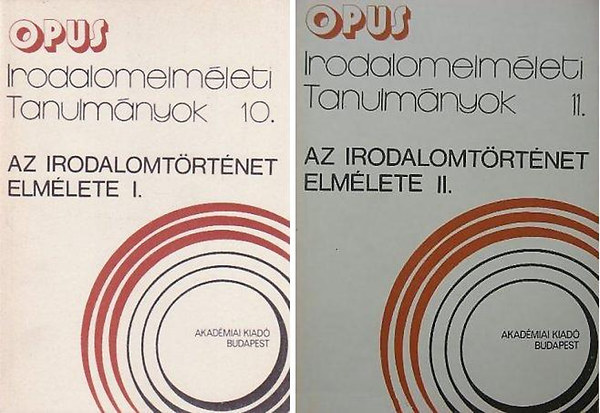 OPUS
Irodalomelméleti
Tanulmányok 10.
AZ IRODALOMTÖRTÉNET
ELMÉLETE I.
AKADÉMIAI KIADÓ
BUDAPEST
OPUS
Irodalomelméleti
Tanulmányok 11.
AZ IRODALOMTÖRTÉNET
ELMÉLETE II.
AKADÉMIAI KIADÓ
BUDAPEST